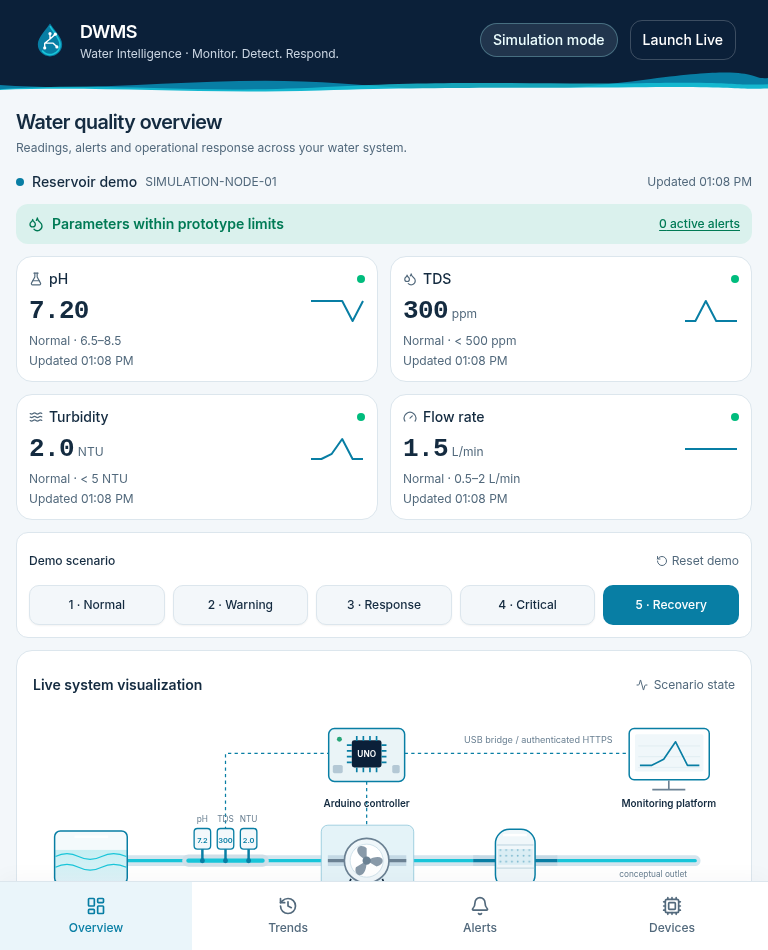 DWMS
Water Intelligence · Monitor. Detect. Respond.
Simulation mode
Launch Live
Water quality overview
Readings, alerts and operational response across your water system.
Reservoir demo SIMULATION-NODE-01
Updated 01:08 PM
Parameters within prototype limits
0 active alerts
pH
7.20
Normal · 6.5–8.5
Updated 01:08 PM
TDS
300 ppm
Normal · < 500 ppm
Updated 01:08 PM
Turbidity
2.0 NTU
Normal · < 5 NTU
Updated 01:08 PM
Flow rate
1.5 L/min
Normal · 0.5–2 L/min
Updated 01:08 PM
Demo scenario
Reset demo
1 · Normal
2 · Warning
3 · Response
4 · Critical
5 · Recovery
Live system visualization
Scenario state
USB bridge / authenticated HTTPS
UNO
Arduino controller
Monitoring platform
pH TDS NTU
7.2 300 2.0
conceptual outlet
Overview
Trends
Alerts
Devices